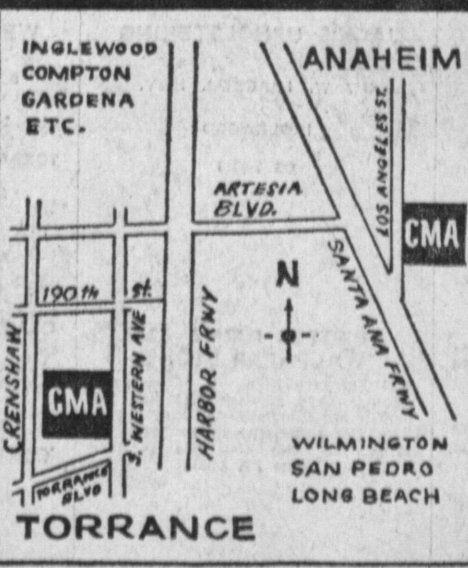 INGLEWOOD
COMPTON
GARDENA
ETC.
ANAHEIM
LOS ANGELES ST.
ARTESIA
BLVD.
CMA
190th St.
N
SANTA ANA FRWY
CRENSHAW
S. WESTERN AVE
HARBOR FRWY
CMA
TORRANCE
BLVD
WILMINGTON
SAN PEDRO
LONG BEACH
TORRANCE